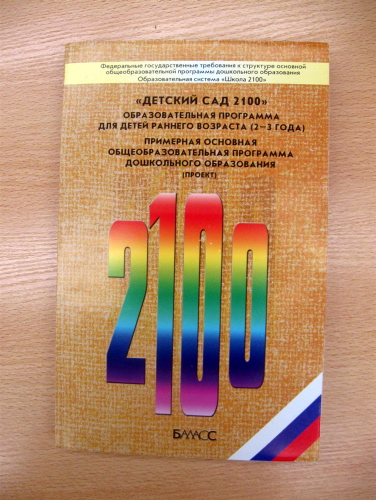 Федеральные государственные требования к структуре основной
общеобразовательной программы дошкольного образования
Образовательная система «Школа 2100»
«ДЕТСКИЙ САД 2100»
ОБРАЗОВАТЕЛЬНАЯ ПРОГРАММА
ДЛЯ ДЕТЕЙ РАННЕГО ВОЗРАСТА (2–3 ГОДА)
ПРИМЕРНАЯ ОСНОВНАЯ
ОБЩЕОБРАЗОВАТЕЛЬНАЯ ПРОГРАММА
ДОШКОЛЬНОГО ОБРАЗОВАНИЯ
(ПРОЕКТ)
2100
БАЛАСС